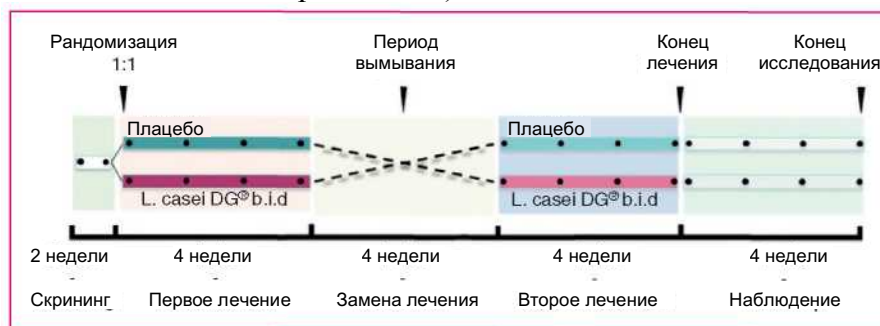 Рандомизация
1:1
Период
вымывания
Конец
лечения
Конец
исследования
Плацебо
Плацебо
L. casei DG® b.i.d
L. casei DG® b.i.d
2 недели
4 недели
4 недели
4 недели
4 недели
Скрининг
Первое лечение
Замена лечения
Второе лечение
Наблюдение